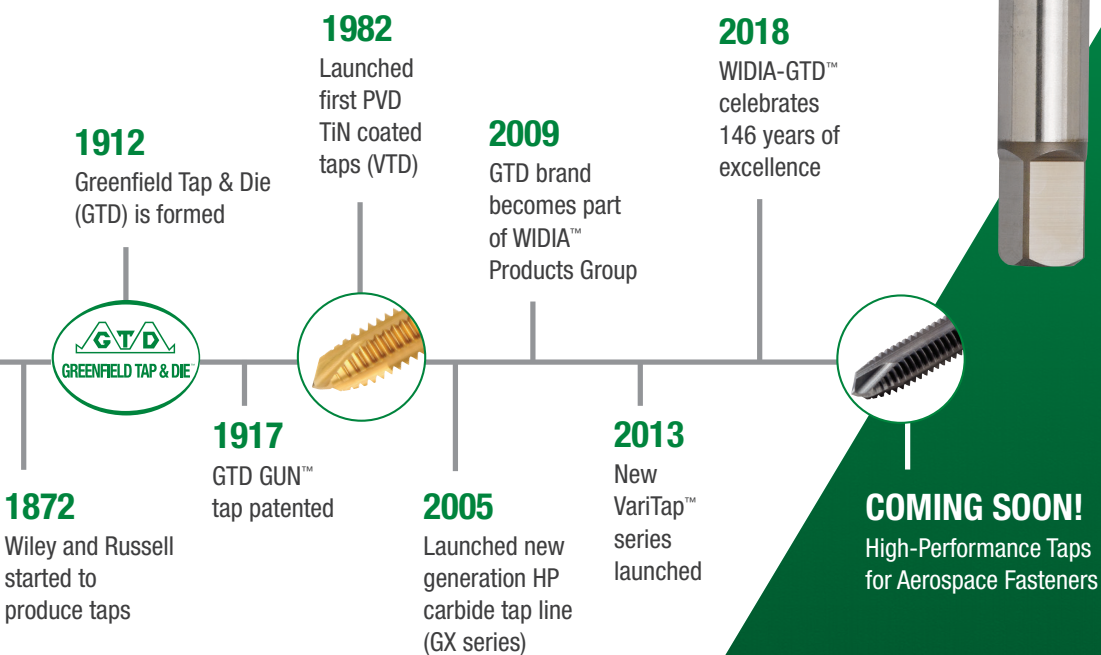 1872
Wiley and Russell
started to
produce taps
1912
Greenfield Tap & Die
(GTD) is formed
GTD
GREENFIELD TAP & DIE™
1917
GTD GUN™
tap patented
1982
Launched
first PVD
TiN coated
taps (VTD)
2005
Launched new
generation HP
carbide tap line
(GX series)
2009
GTD brand
becomes part
of WIDIA™
Products Group
2013
New
VariTap™
series
launched
2018
WIDIA-GTD™
celebrates
146 years of
excellence
COMING SOON!
High-Performance Taps
for Aerospace Fasteners